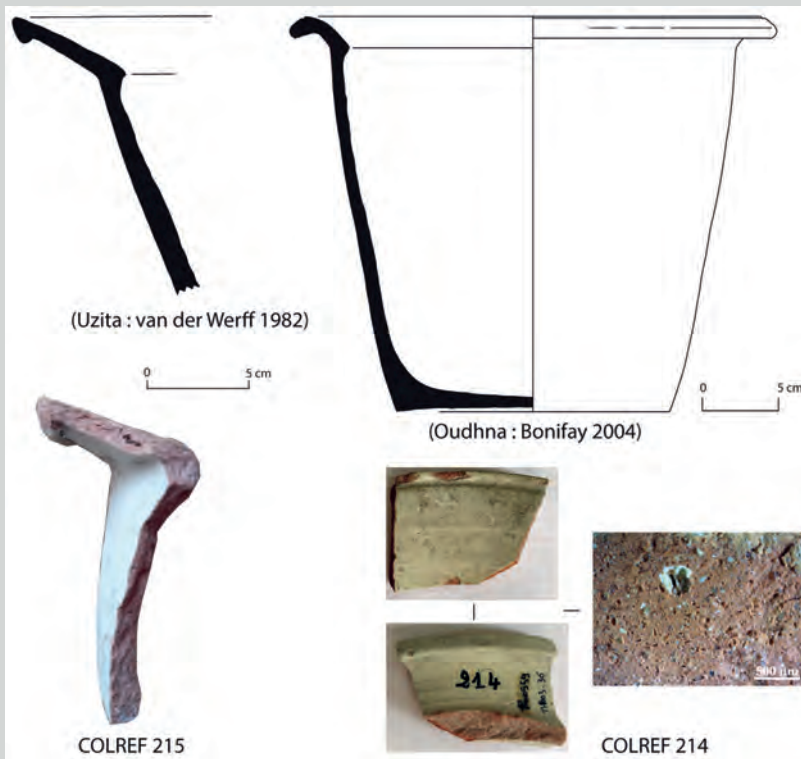 (Uzita : van der Werff 1982)
0 5 cm
0 5 cm
(Oudhna : Bonifay 2004)
214
500 µm
COLREF 215
COLREF 214